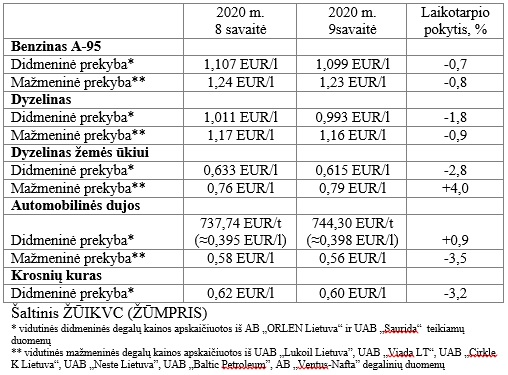 2020 m. 8 savaitė 2020 m. 9savaitė Laikotarpio pokytis, %
Benzinas A-95
Didmeninė prekyba* 1,107 EUR/l 1,099 EUR/l -0,7
Mažmeninė prekyba** 1,24 EUR/l 1,23 EUR/l -0,8
Dyzelinas
Didmeninė prekyba* 1,011 EUR/l 0,993 EUR/l -1,8
Mažmeninė prekyba** 1,17 EUR/l 1,16 EUR/l -0,9
Dyzelinas žemės ūkiui
Didmeninė prekyba* 0,633 EUR/l 0,615 EUR/l -2,8
Mažmeninė prekyba** 0,76 EUR/l 0,79 EUR/l +4,0
Automobilinės dujos
Didmeninė prekyba* 737,74 EUR/t (≈0,395 EUR/l) 744,30 EUR/t (≈0,398 EUR/l) +0,9
Mažmeninė prekyba** 0,58 EUR/l 0,56 EUR/l -3,5
Krosnių kuras
Didmeninė prekyba* 0,62 EUR/l 0,60 EUR/l -3,2
Šaltinis ŽŪIKVC (ŽŪMPRIS)
* vidutinės didmeninės degalų kainos apskaičiuotos iš AB „ORLEN Lietuva“ ir UAB „Saurida“ teikiamų
duomenų
** vidutinės mažmeninės degalų kainos apskaičiuotos iš UAB „Lukoil Lietuva”, UAB „Viada LT“, UAB „Cirkle
K Lietuva“, UAB „Neste Lietuva”, UAB „Baltic Petroleum”, AB „Ventus-Nafta” degalinių duomenų